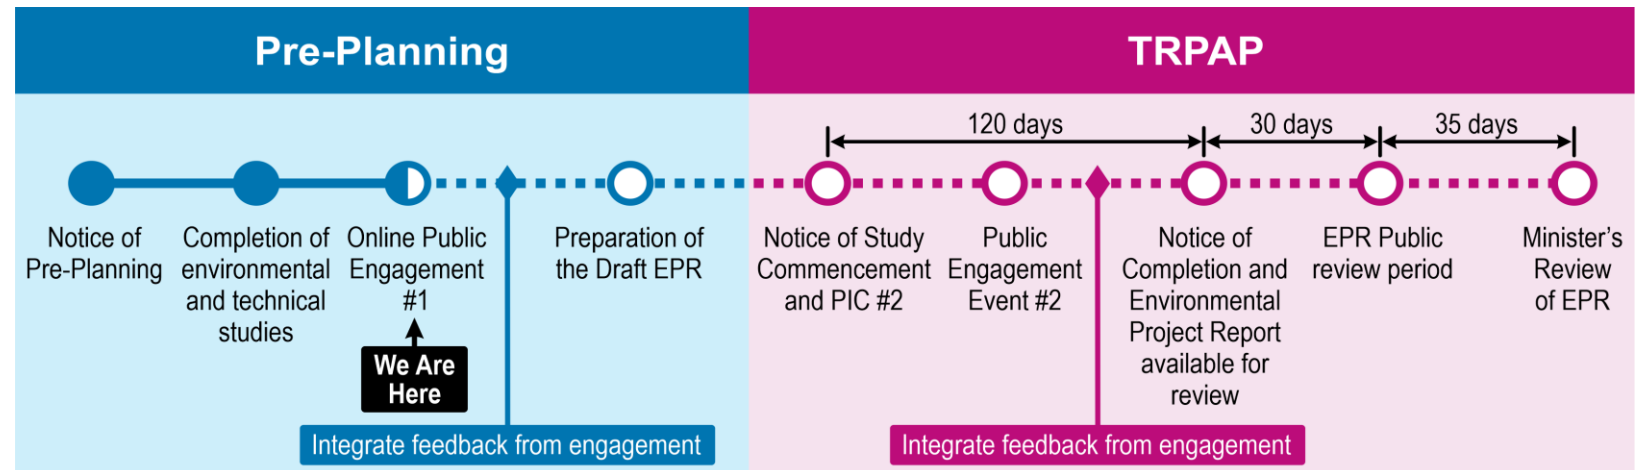 Pre-Planning
TRPAP
120 days
30 days
35 days
Notice of
Pre-Planning
Completion of
environmental
and technical
studies
Online Public
Engagement
#1
We Are
Here
Integrate feedback from engagement
Preparation of
the Draft EPR
Notice of Study
Commencement
and PIC #2
Public
Engagement
Event #2
Integrate feedback from engagement
Notice of
Completion and
Environmental
Project Report
available for
review
EPR Public
review period
Minister’s
Review
of EPR